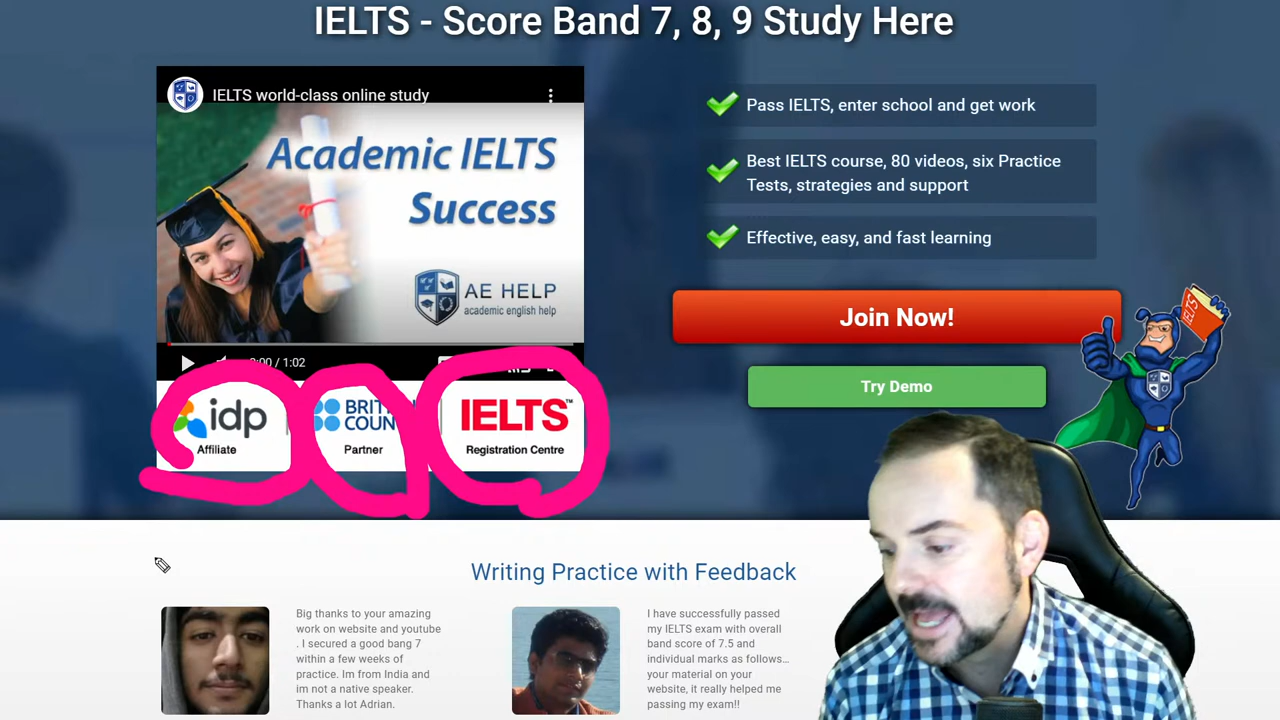 IELTS - Score Band 7, 8, 9 Study Here
IELTS world-class online study
Academic IELTS
Success
AE HELP
academic english help
0:00 / 1:02
idp
Affiliate
Partner
IELTS™
Registration Centre
Pass IELTS, enter school and get work
Best IELTS course, 80 videos, six Practice
Tests, strategies and support
Effective, easy, and fast learning
Join Now!
Try Demo
IELTS
Writing Practice with Feedback
Big thanks to your amazing
work on website and youtube
. I secured a good bang 7
within a few weeks of
practice. Im from India and
im not a native speaker.
Thanks a lot Adrian.
I have successfully passed
my IELTS exam with overall
band score of 7.5 and
individual marks as follows...
your material on your
website, it really helped me
passing my exam!!